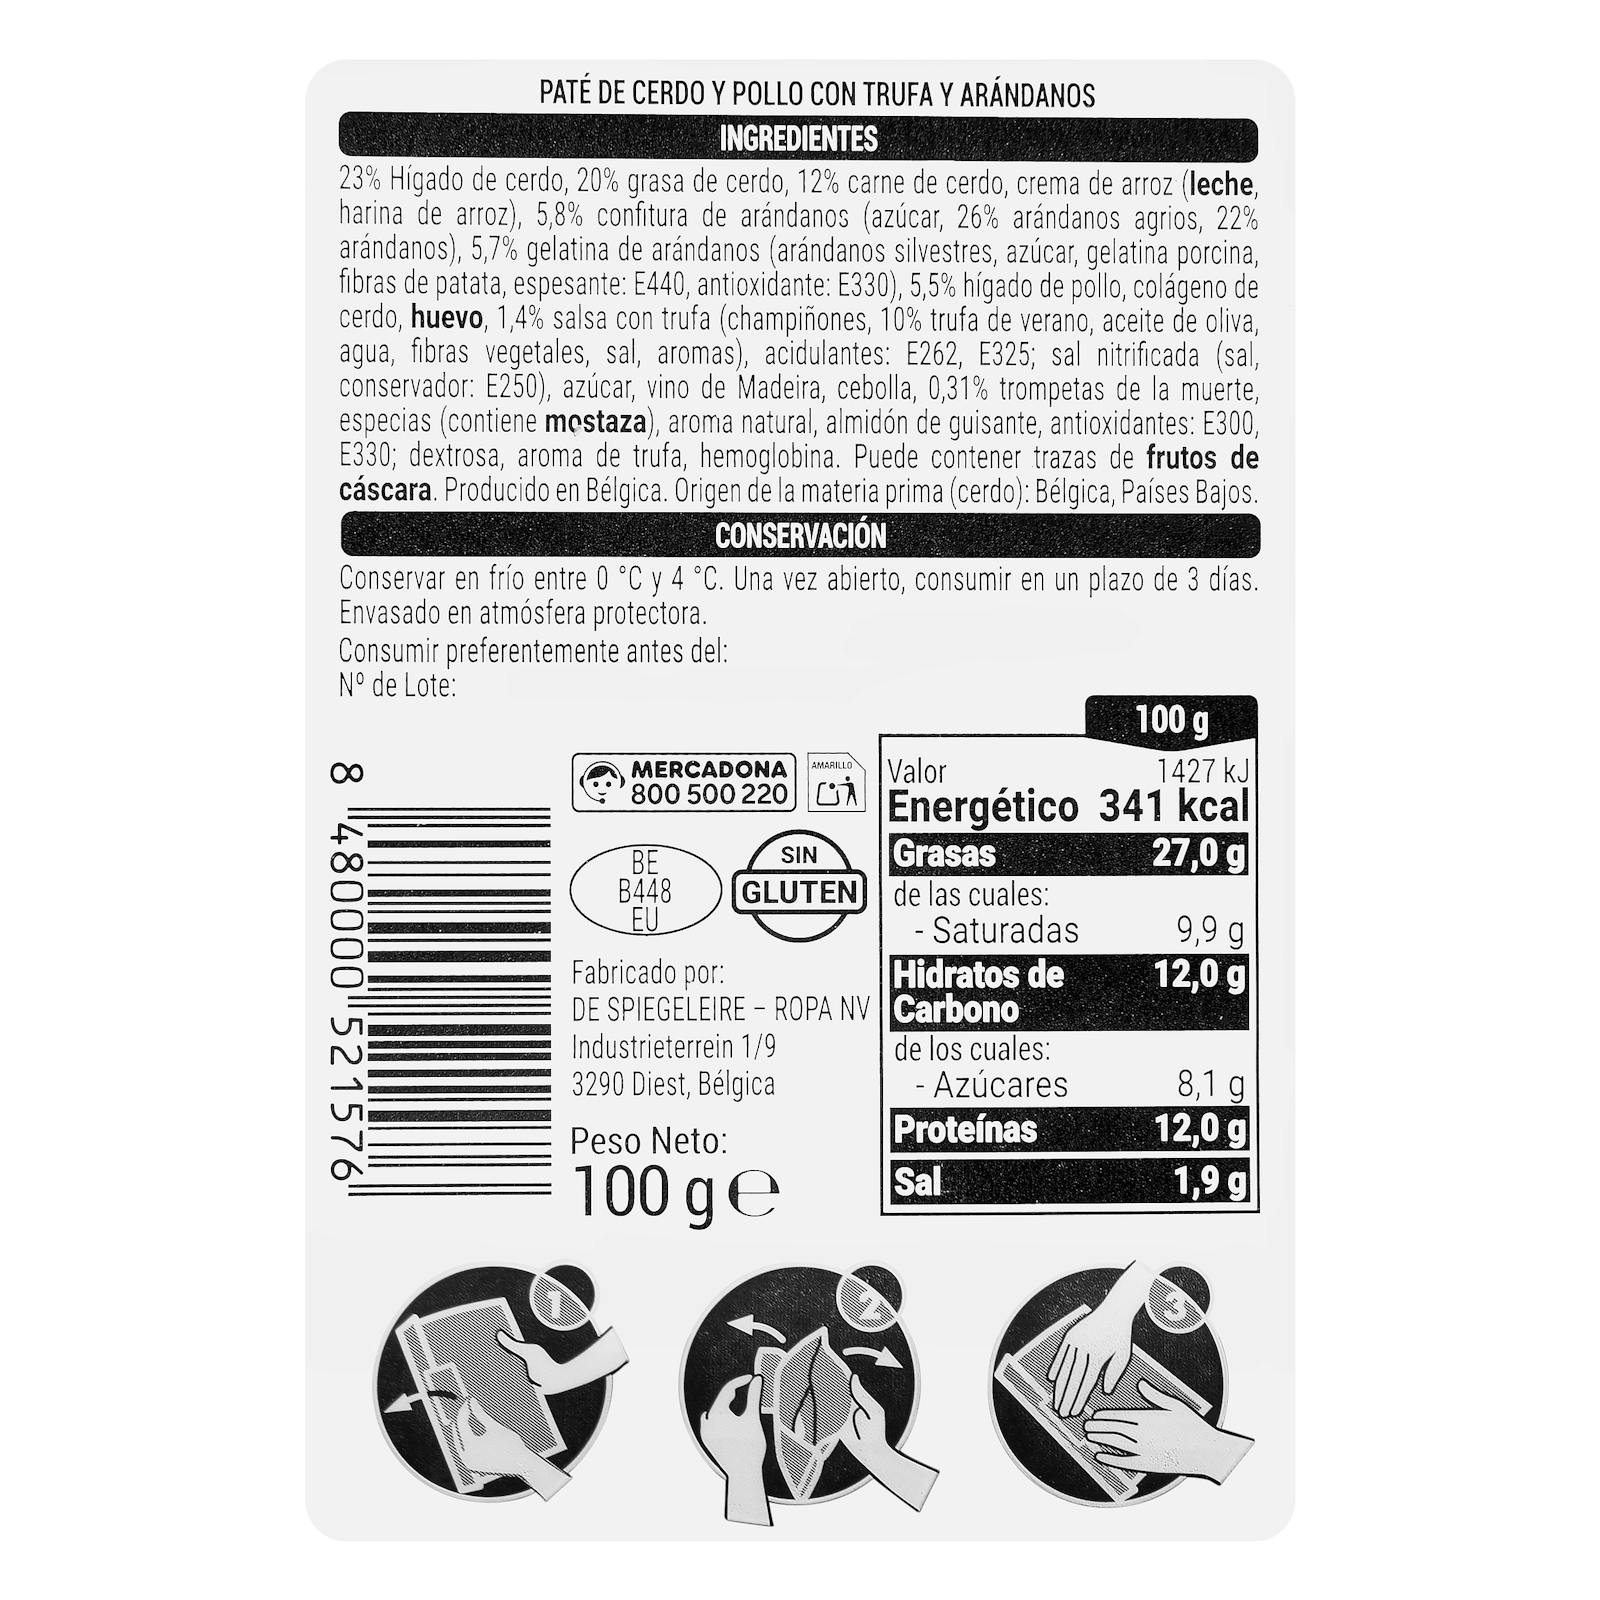 PATÉ DE CERDO Y POLLO CON TRUFA Y ARÁNDANOS
INGREDIENTES
23% Hígado de cerdo, 20% grasa de cerdo, 12% carne de cerdo, crema de arroz (leche,
harina de arroz), 5,8% confitura de arándanos (azúcar, 26% arándanos agrios, 22%
arándanos), 5,7% gelatina de arándanos (arándanos silvestres, azúcar, gelatina porcina,
fibras de patata, espesante: E440, antioxidante: E330), 5,5% hígado de pollo, colágeno de
cerdo, huevo, 1,4% salsa con trufa (champiñones, 10% trufa de verano, aceite de oliva,
agua, fibras vegetales, sal, aromas), acidulantes: E262, E325; sal nitrificada (sal,
conservador: E250), azúcar, vino de Madeira, cebolla, 0,31% trompetas de la muerte,
especias (contiene mostaza), aroma natural, almidón de guisante, antioxidantes: E300,
E330; dextrosa, aroma de trufa, hemoglobina. Puede contener trazas de frutos de
cáscara. Producido en Bélgica. Origen de la materia prima (cerdo): Bélgica, Países Bajos.
CONSERVACIÓN
Conservar en frío entre 0 °C y 4 °C. Una vez abierto, consumir en un plazo de 3 días.
Envasado en atmósfera protectora.
Consumir preferentemente antes del:
Nº de Lote:
8 480000 521576
MERCADONA
800 500 220
AMARILLO
BE
B448
EU
SIN
GLUTEN
Fabricado por:
DE SPIEGELEIRE – ROPA NV
Industrieterrein 1/9
3290 Diest, Bélgica
Peso Neto:
100 g e
100 g
Valor 1427 kJ
Energético 341 kcal
Grasas 27,0 g
de las cuales:
- Saturadas 9,9 g
Hidratos de 12,0 g
Carbono
de los cuales:
- Azúcares 8,1 g
Proteínas 12,0 g
Sal 1,9 g
1
2
3